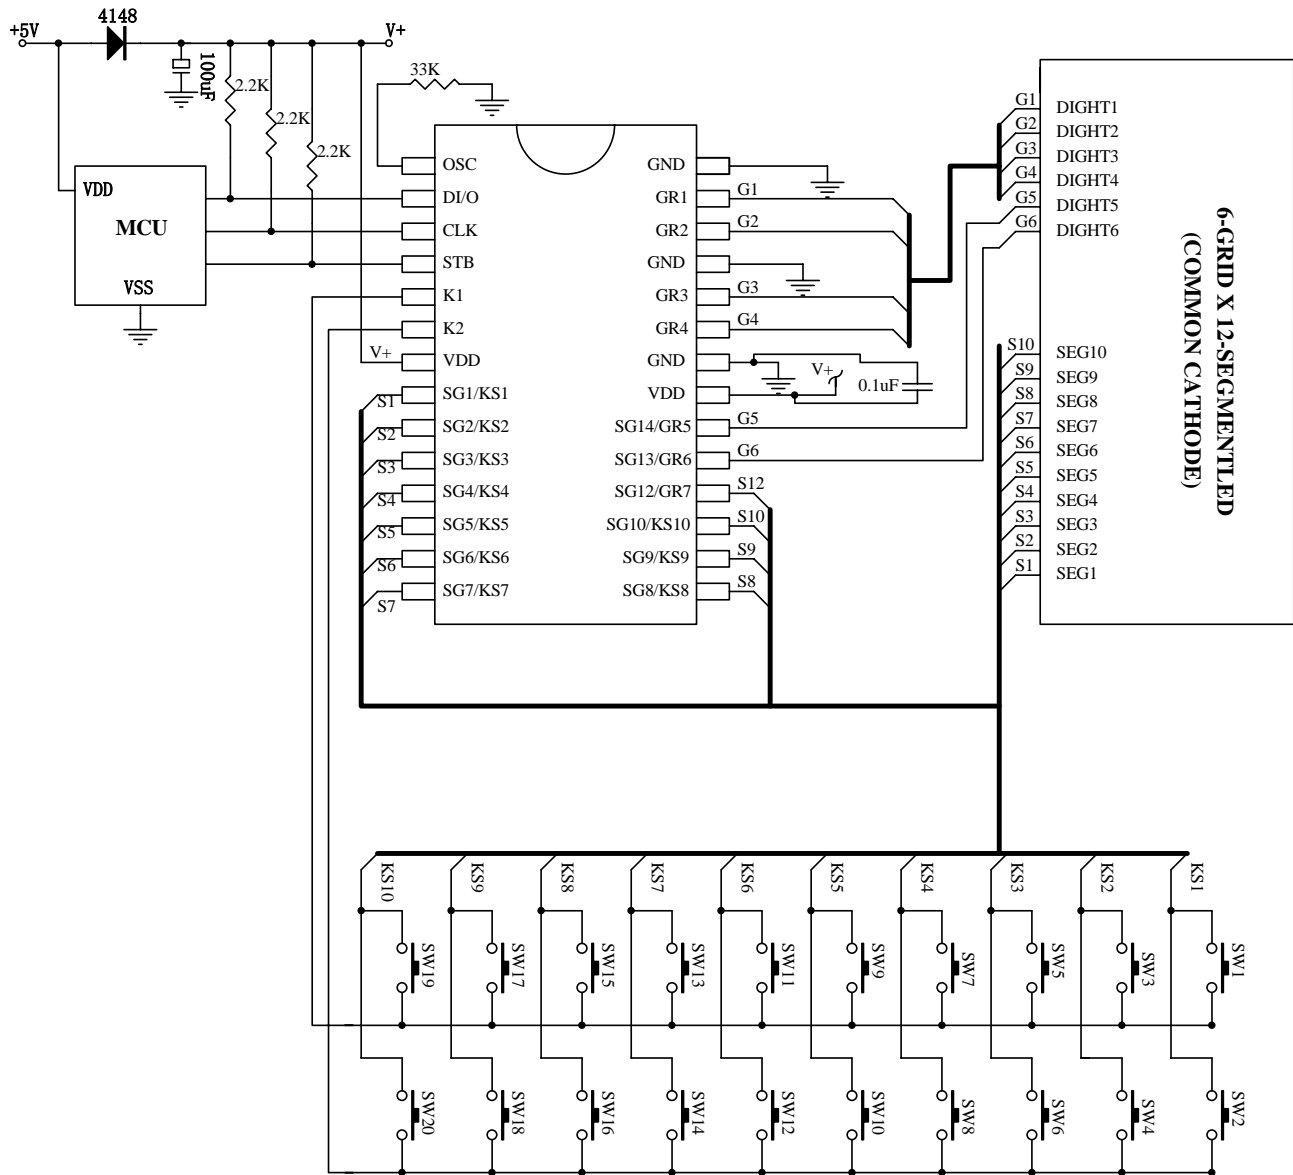 +5V
4148
V+
100uF
2.2K
2.2K
2.2K
33K
VDD
MCU
VSS
OSC
DI/O
CLK
STB
K1
K2
V+
VDD
S1
SG1/KS1
S2
SG2/KS2
S3
SG3/KS3
S4
SG4/KS4
S5
SG5/KS5
S6
SG6/KS6
S7
SG7/KS7
GND
GR1
G1
GR2
G2
GND
GR3
G3
GR4
G4
GND
VDD
V+
0.1uF
SG14/GR5
G5
SG13/GR6
G6
SG12/GR7
S12
SG10/KS10
S10
SG9/KS9
S9
SG8/KS8
S8
G1
DIGHT1
G2
DIGHT2
G3
DIGHT3
G4
DIGHT4
G5
DIGHT5
G6
DIGHT6
S10
SEG10
S9
SEG9
S8
SEG8
S7
SEG7
S6
SEG6
S5
SEG5
S4
SEG4
S3
SEG3
S2
SEG2
S1
SEG1
6-GRID X 12-SEGMENTLED
(COMMON CATHODE)
KS10
KS9
KS8
KS7
KS6
KS5
KS4
KS3
KS2
KS1
SW19
SW17
SW15
SW13
SW11
SW9
SW7
SW5
SW3
SW1
SW20
SW18
SW16
SW14
SW12
SW10
SW8
SW6
SW4
SW2